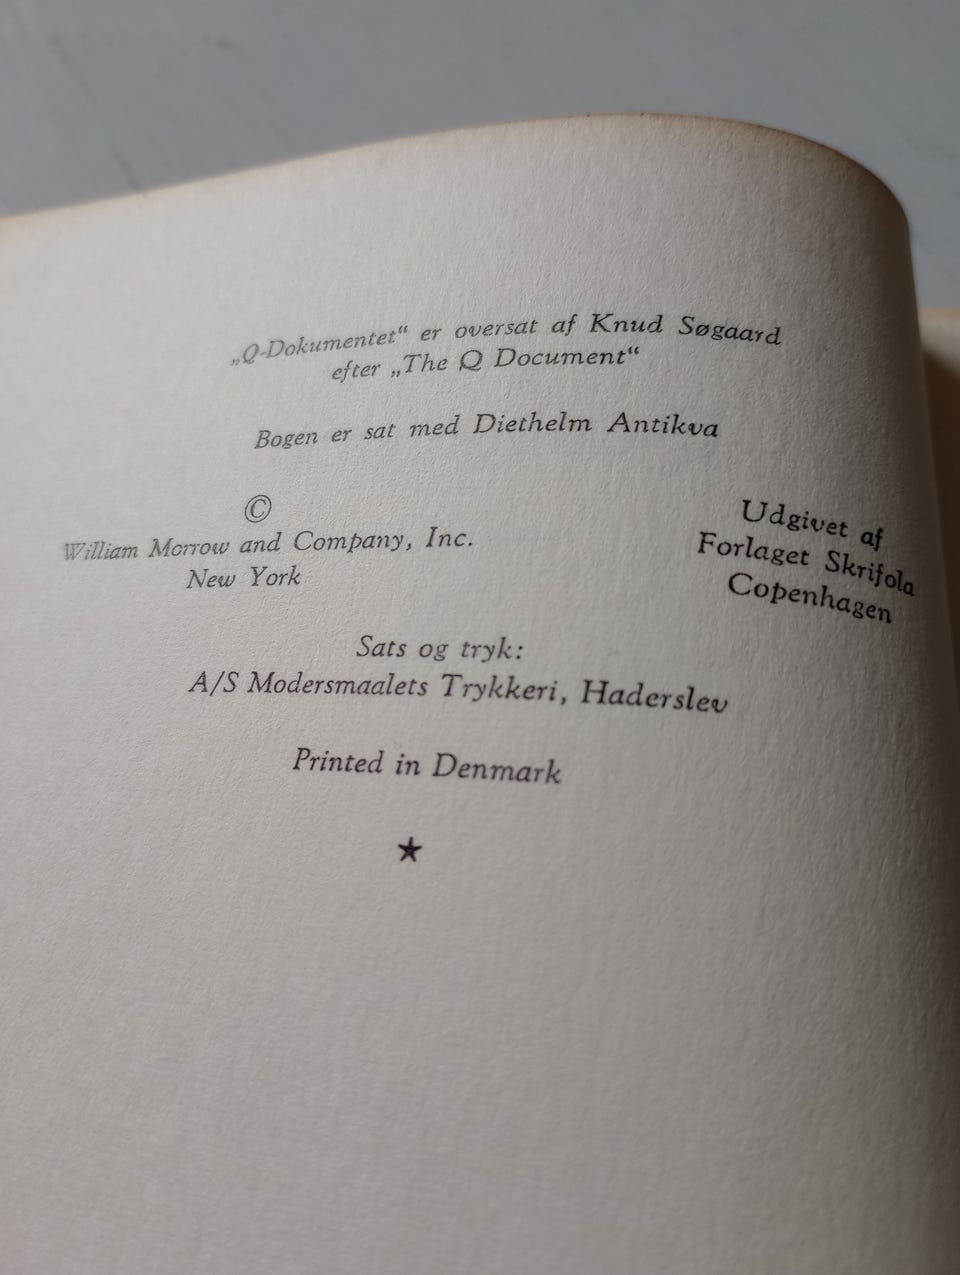 „Q-Dokumentet“ er oversat af Knud Søgaard
efter „The Q Document“
Bogen er sat med Diethelm Antikva
©
William Morrow and Company, Inc.
New York
Udgivet af
Forlaget Skrifola
Copenhagen
Sats og tryk:
A/S Modersmaalets Trykkeri, Haderslev
Printed in Denmark
★